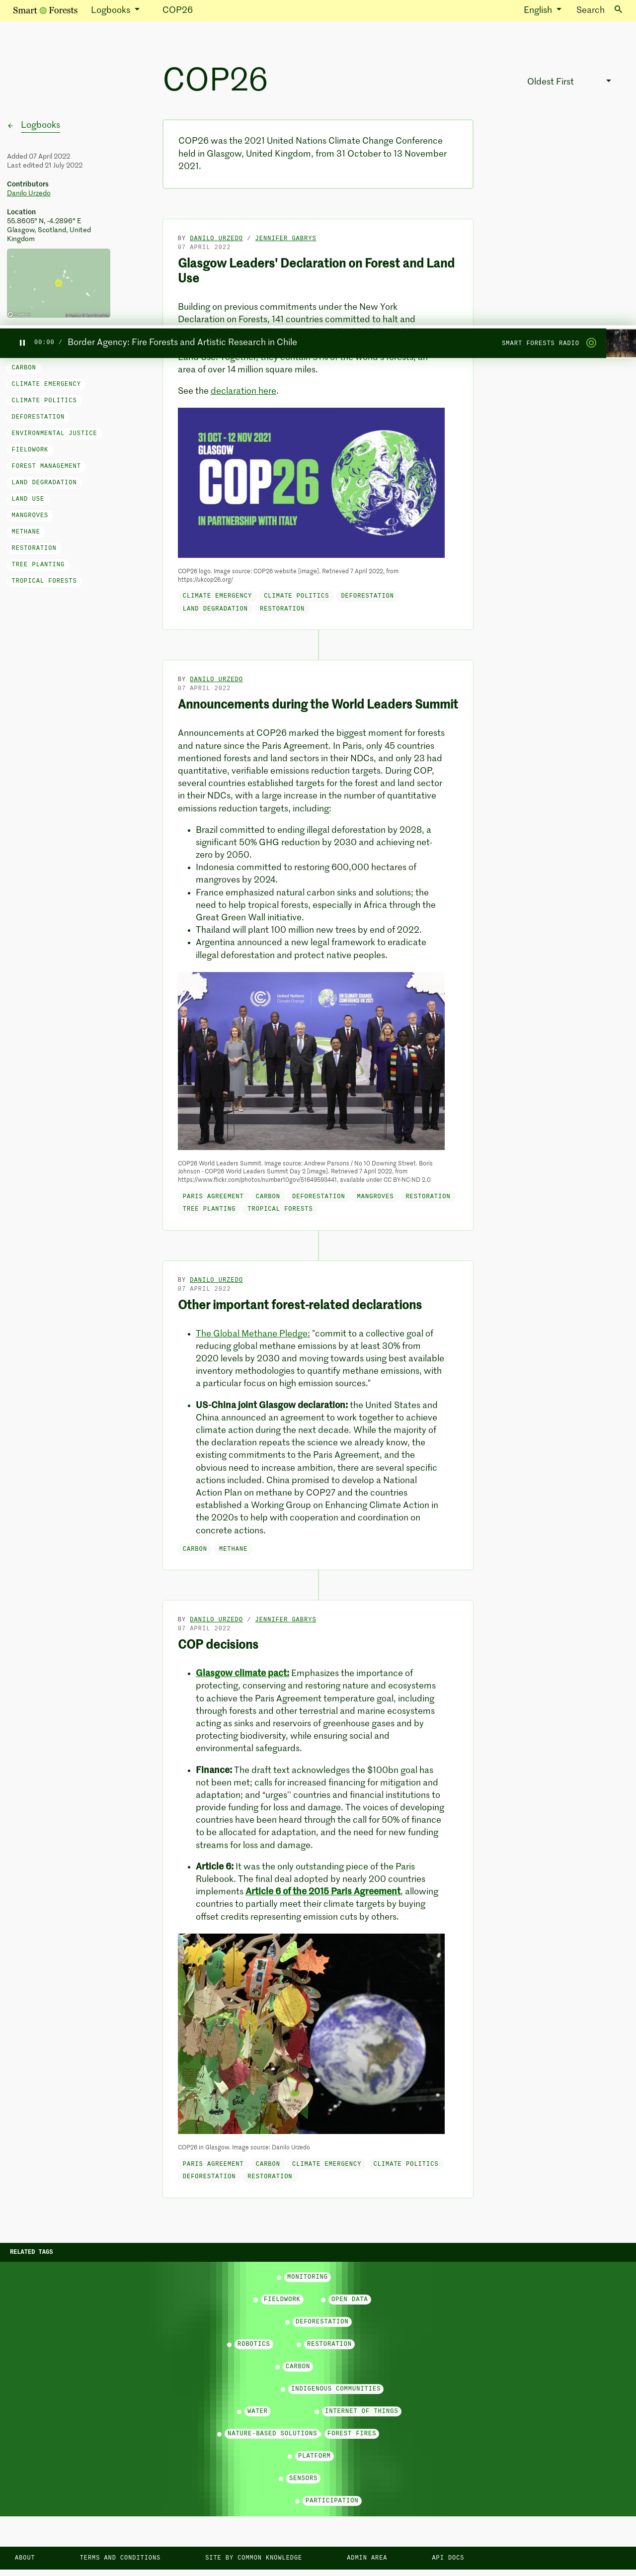 Smart Forests
Logbooks
COP26
English
Search
COP26
Oldest First
Logbooks
Added 07 April 2022
Last edited 21 July 2022
Contributors
Danilo Urzedo
Location
55.8605° N, -4.2896° E
Glasgow, Scotland, United
Kingdom
COP26 was the 2021 United Nations Climate Change Conference
held in Glasgow, United Kingdom, from 31 October to 13 November
2021.
BY DANILO URZEDO / JENNIFER GABRYS
07 APRIL 2022
Glasgow Leaders' Declaration on Forest and Land
Use
Building on previous commitments under the New York
Declaration on Forests, 141 countries committed to halt and
00:00 / Border Agency: Fire Forests and Artistic Research in Chile
SMART FORESTS RADIO
Land Use. Together, they contain 91% of the world's forests, an
area of over 14 million square miles.
See the declaration here.
CARBON
CLIMATE EMERGENCY
CLIMATE POLITICS
DEFORESTATION
ENVIRONMENTAL JUSTICE
FIELDWORK
FOREST MANAGEMENT
LAND DEGRADATION
LAND USE
MANGROVES
METHANE
RESTORATION
TREE PLANTING
TROPICAL FORESTS
31 OCT - 12 NOV 2021
GLASGOW
COP26
IN PARTNERSHIP WITH ITALY
COP26 logo. Image source: COP26 website [image]. Retrieved 7 April 2022, from
https://ukcop26.org/
CLIMATE EMERGENCY CLIMATE POLITICS DEFORESTATION
LAND DEGRADATION RESTORATION
BY DANILO URZEDO
07 APRIL 2022
Announcements during the World Leaders Summit
Announcements at COP26 marked the biggest moment for forests
and nature since the Paris Agreement. In Paris, only 45 countries
mentioned forests and land sectors in their NDCs, and only 23 had
quantitative, verifiable emissions reduction targets. During COP,
several countries established targets for the forest and land sector
in their NDCs, with a large increase in the number of quantitative
emissions reduction targets, including:
Brazil committed to ending illegal deforestation by 2028, a
significant 50% GHG reduction by 2030 and achieving net-
zero by 2050.
Indonesia committed to restoring 600,000 hectares of
mangroves by 2024.
France emphasized natural carbon sinks and solutions; the
need to help tropical forests, especially in Africa through the
Great Green Wall initiative.
Thailand will plant 100 million new trees by end of 2022.
Argentina announced a new legal framework to eradicate
illegal deforestation and protect native peoples.
United Nations
Climate Change
UN CLIMATE CHANGE
CONFERENCE UK 2021
COP26 World Leaders Summit. Image source: Andrew Parsons / No 10 Downing Street. Boris
Johnson - COP26 World Leaders Summit Day 2 [image]. Retrieved 7 April 2022, from
https://www.flickr.com/photos/number10gov/51649593441, available under CC BY-NC-ND 2.0
PARIS AGREEMENT CARBON DEFORESTATION MANGROVES RESTORATION
TREE PLANTING TROPICAL FORESTS
BY DANILO URZEDO
07 APRIL 2022
Other important forest-related declarations
The Global Methane Pledge: "commit to a collective goal of
reducing global methane emissions by at least 30% from
2020 levels by 2030 and moving towards using best available
inventory methodologies to quantify methane emissions, with
a particular focus on high emission sources."
US-China joint Glasgow declaration: the United States and
China announced an agreement to work together to achieve
climate action during the next decade. While the majority of
the declaration repeats the science we already know, the
existing commitments to the Paris Agreement, and the
obvious need to increase ambition, there are several specific
actions included. China promised to develop a National
Action Plan on methane by COP27 and the countries
established a Working Group on Enhancing Climate Action in
the 2020s to help with cooperation and coordination on
concrete actions.
CARBON METHANE
BY DANILO URZEDO / JENNIFER GABRYS
07 APRIL 2022
COP decisions
Glasgow climate pact: Emphasizes the importance of
protecting, conserving and restoring nature and ecosystems
to achieve the Paris Agreement temperature goal, including
through forests and other terrestrial and marine ecosystems
acting as sinks and reservoirs of greenhouse gases and by
protecting biodiversity, while ensuring social and
environmental safeguards.
Finance: The draft text acknowledges the $100bn goal has
not been met; calls for increased financing for mitigation and
adaptation; and "urges" countries and financial institutions to
provide funding for loss and damage. The voices of developing
countries have been heard through the call for 50% of finance
to be allocated for adaptation, and the need for new funding
streams for loss and damage.
Article 6: It was the only outstanding piece of the Paris
Rulebook. The final deal adopted by nearly 200 countries
implements Article 6 of the 2015 Paris Agreement, allowing
countries to partially meet their climate targets by buying
offset credits representing emission cuts by others.
COP26 in Glasgow. Image source: Danilo Urzedo
PARIS AGREEMENT CARBON CLIMATE EMERGENCY CLIMATE POLITICS
DEFORESTATION RESTORATION
RELATED TAGS
MONITORING
FIELDWORK OPEN DATA
DEFORESTATION
ROBOTICS RESTORATION
CARBON
INDIGENOUS COMMUNITIES
WATER INTERNET OF THINGS
NATURE-BASED SOLUTIONS FOREST FIRES
PLATFORM
SENSORS
PARTICIPATION
ABOUT TERMS AND CONDITIONS SITE BY COMMON KNOWLEDGE ADMIN AREA API DOCS